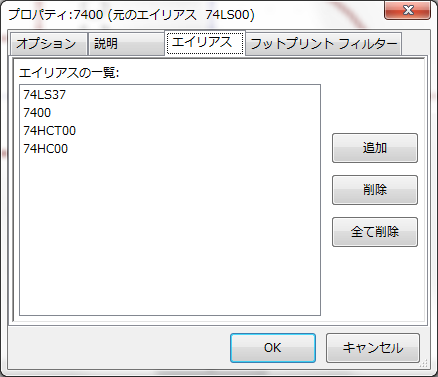 プロパティ:7400 (元のエイリアス 74LS00)
オプション 説明 エイリアス フットプリント フィルター
エイリアスの一覧:
74LS37
7400
74HCT00
74HC00
追加
削除
全て削除
OK キャンセル